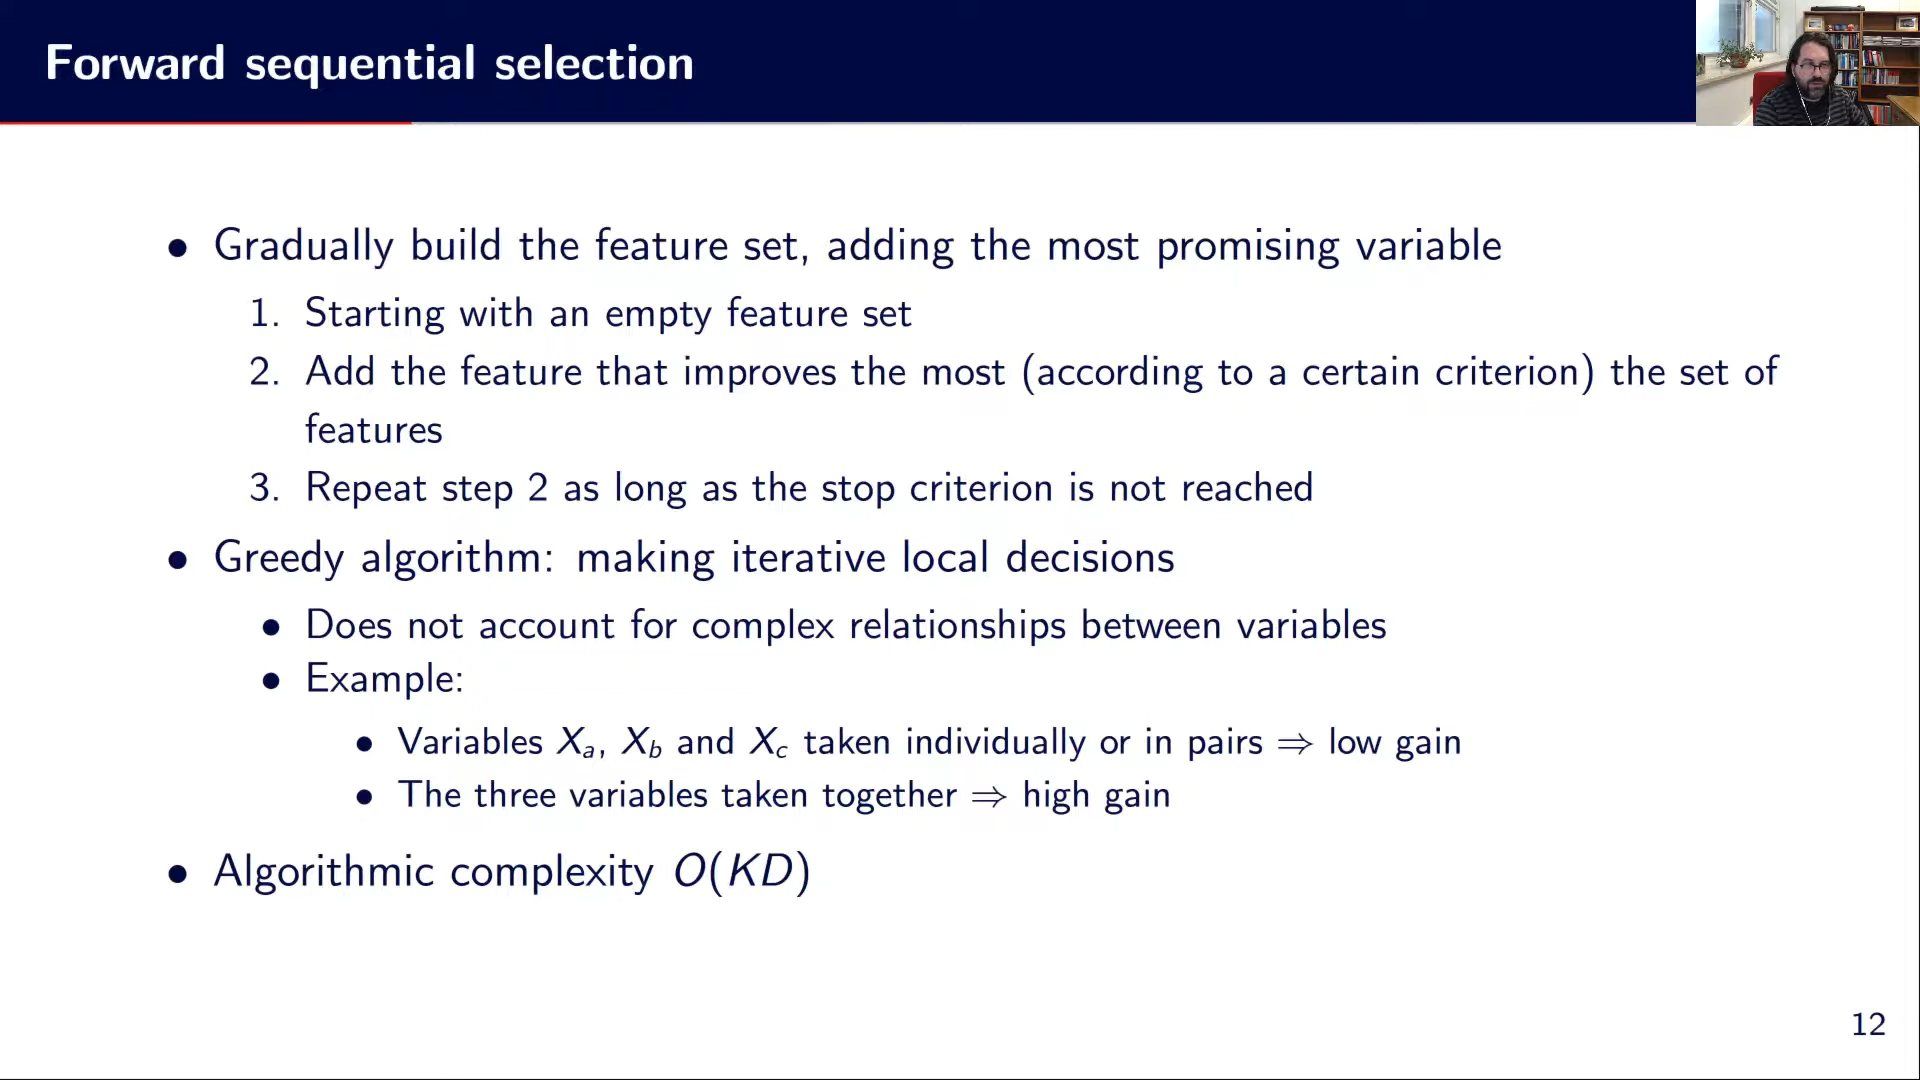 Forward sequential selection
• Gradually build the feature set, adding the most promising variable
1. Starting with an empty feature set
2. Add the feature that improves the most (according to a certain criterion) the set of
features
3. Repeat step 2 as long as the stop criterion is not reached
• Greedy algorithm: making iterative local decisions
• Does not account for complex relationships between variables
• Example:
• Variables Xₐ, X_b and X_c taken individually or in pairs ⇒ low gain
• The three variables taken together ⇒ high gain
• Algorithmic complexity O(KD)
12